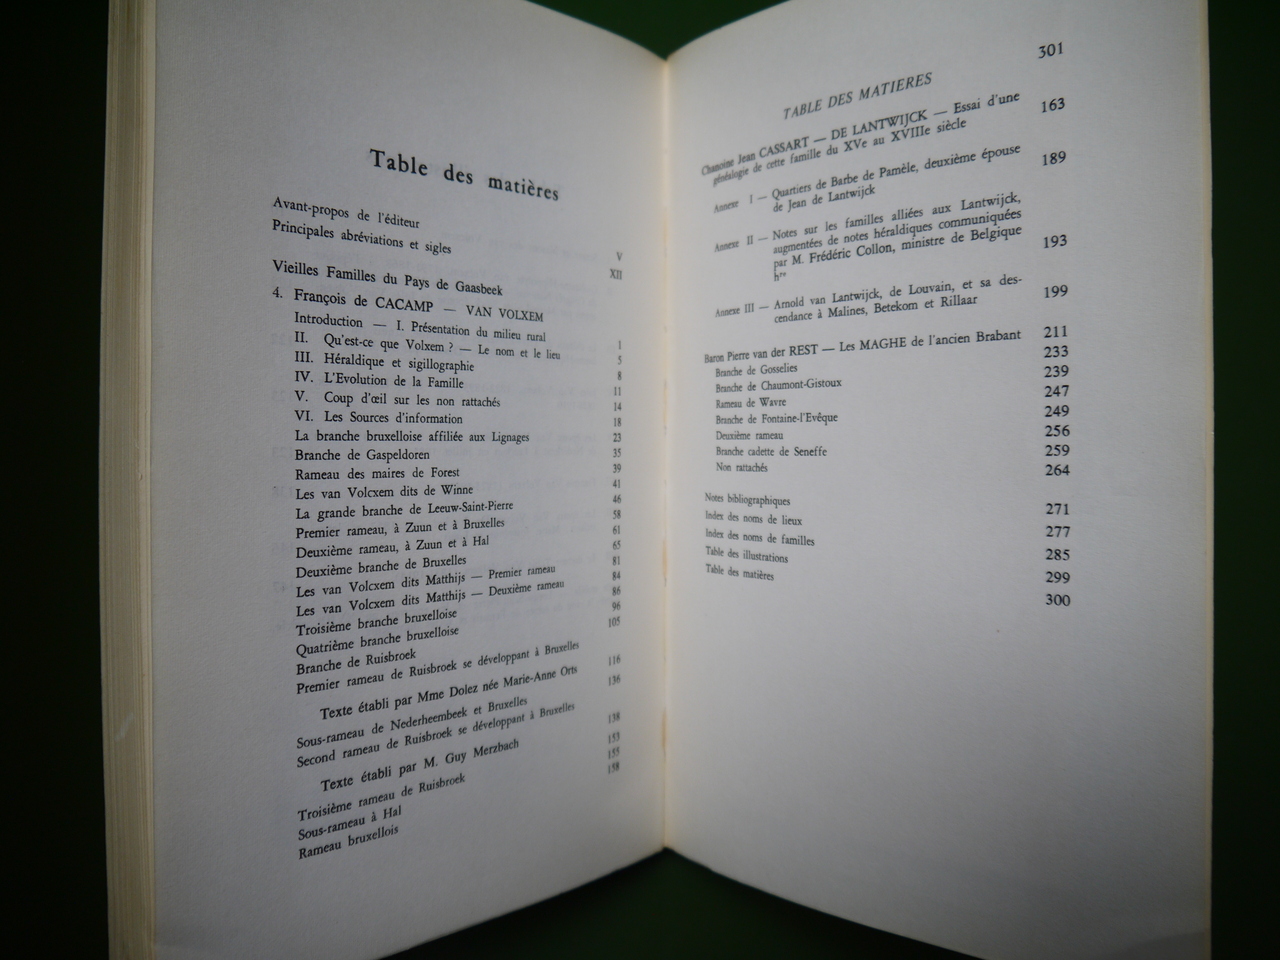 Table des matières
Avant-propos de l'éditeur V
Principales abréviations et sigles XII
Vieilles Familles du Pays de Gaasbeek
4. François de CACAMP — VAN VOLXEM
Introduction — I. Présentation du milieu rural 1
II. Qu'est-ce que Volxem ? — Le nom et le lieu 5
III. Héraldique et sigillographie 8
IV. L'Evolution de la Famille 11
V. Coup d'œil sur les non rattachés 14
VI. Les Sources d'information 18
La branche bruxelloise affiliée aux Lignages 23
Branche de Gaspeldoren 35
Rameau des maires de Forest 39
Les van Volcxem dits de Winne 41
La grande branche de Leeuw-Saint-Pierre 46
Premier rameau, à Zuun et à Bruxelles 58
Deuxième rameau, à Zuun et à Hal 61
Deuxième branche de Bruxelles 65
Les van Volcxem dits Matthijs — Premier rameau 81
Les van Volcxem dits Matthijs — Deuxième rameau 84
Troisième branche bruxelloise 86
Quatrième branche bruxelloise 96
Branche de Ruisbroek 105
Premier rameau de Ruisbroek se développant à Bruxelles 116
Texte établi par Mme Dolez née Marie-Anne Orts
Sous-rameau de Nederheembeek et Bruxelles 136
Second rameau de Ruisbroek se développant à Bruxelles 138
Texte établi par M. Guy Merzbach
Troisième rameau de Ruisbroek 153
Sous-rameau à Hal 155
Rameau bruxellois 158
301
TABLE DES MATIERES
Chanoine Jean CASSART — DE LANTWIJCK — Essai d'une
généalogie de cette famille du XVe au XVIIIe siècle 163
Annexe I — Quartiers de Barbe de Pamèle, deuxième épouse
de Jean de Lantwijck 189
Annexe II — Notes sur les familles alliées aux Lantwijck,
augmentées de notes héraldiques communiquées
par M. Frédéric Collon, ministre de Belgique
hre 193
Annexe III — Arnold van Lantwijck, de Louvain, et sa des-
cendance à Malines, Betekom et Rillaar 199
Baron Pierre van der REST — Les MAGHE de l'ancien Brabant 211
Branche de Gosselies 233
Branche de Chaumont-Gistoux 239
Rameau de Wavre 247
Branche de Fontaine-l'Evêque 249
Deuxième rameau 256
Branche cadette de Seneffe 259
Non rattachés 264
Notes bibliographiques 271
Index des noms de lieux 277
Index des noms de familles 285
Table des illustrations 299
Table des matières 300